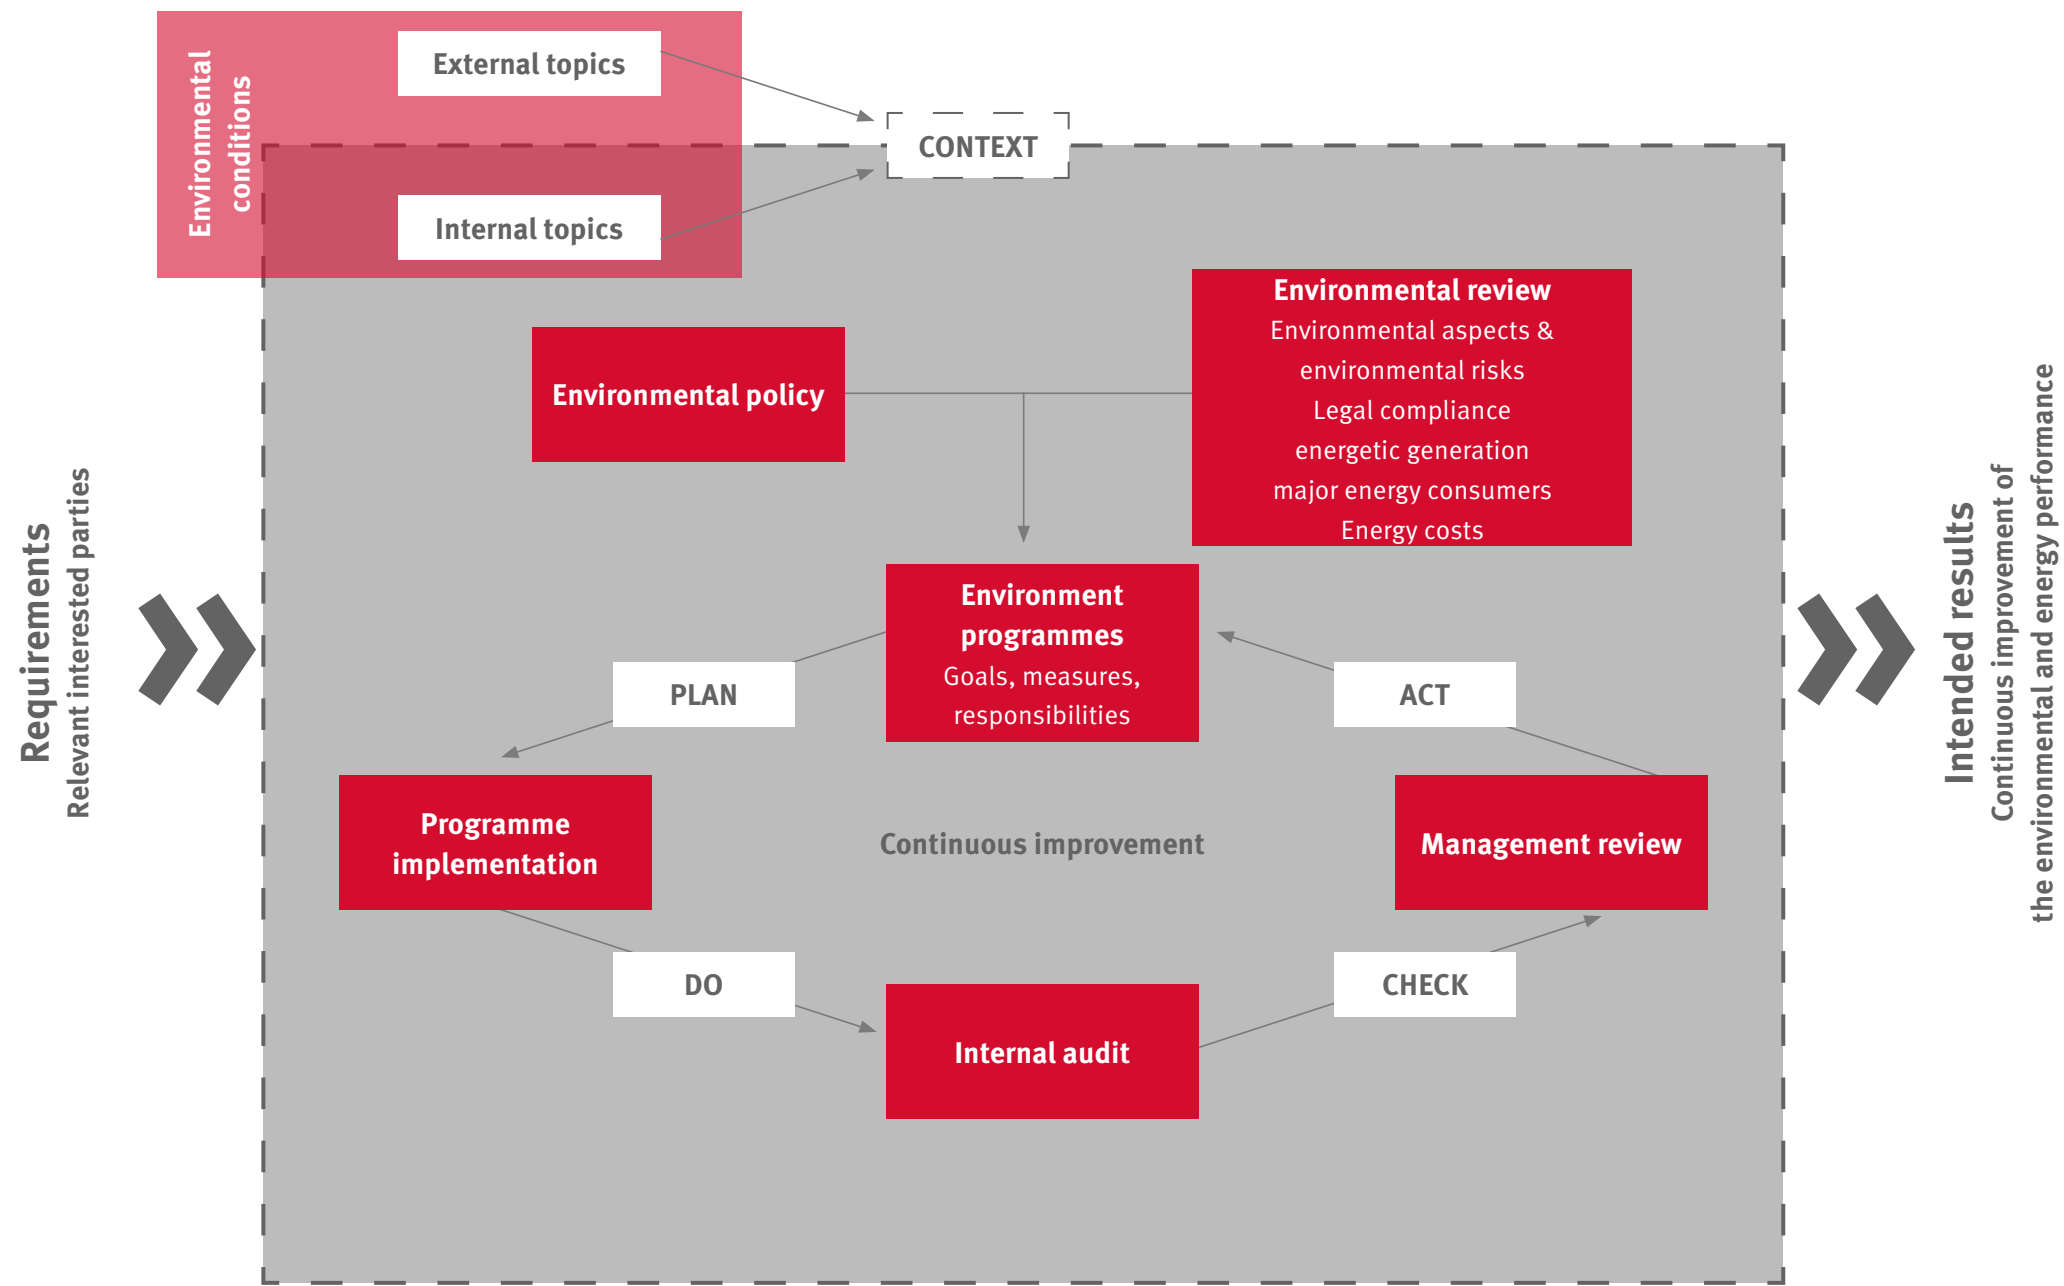 Environmental
conditions
External topics
CONTEXT
Internal topics
Environmental review
Environmental aspects &
environmental risks
Legal compliance
energetic generation
major energy consumers
Energy costs
Environmental policy
Requirements
Relevant interested parties
Environment
programmes
Goals, measures,
responsibilities
PLAN
ACT
Programme
implementation
Continuous improvement
Management review
DO
CHECK
Internal audit
Intended results
Continuous improvement of
the environmental and energy performance